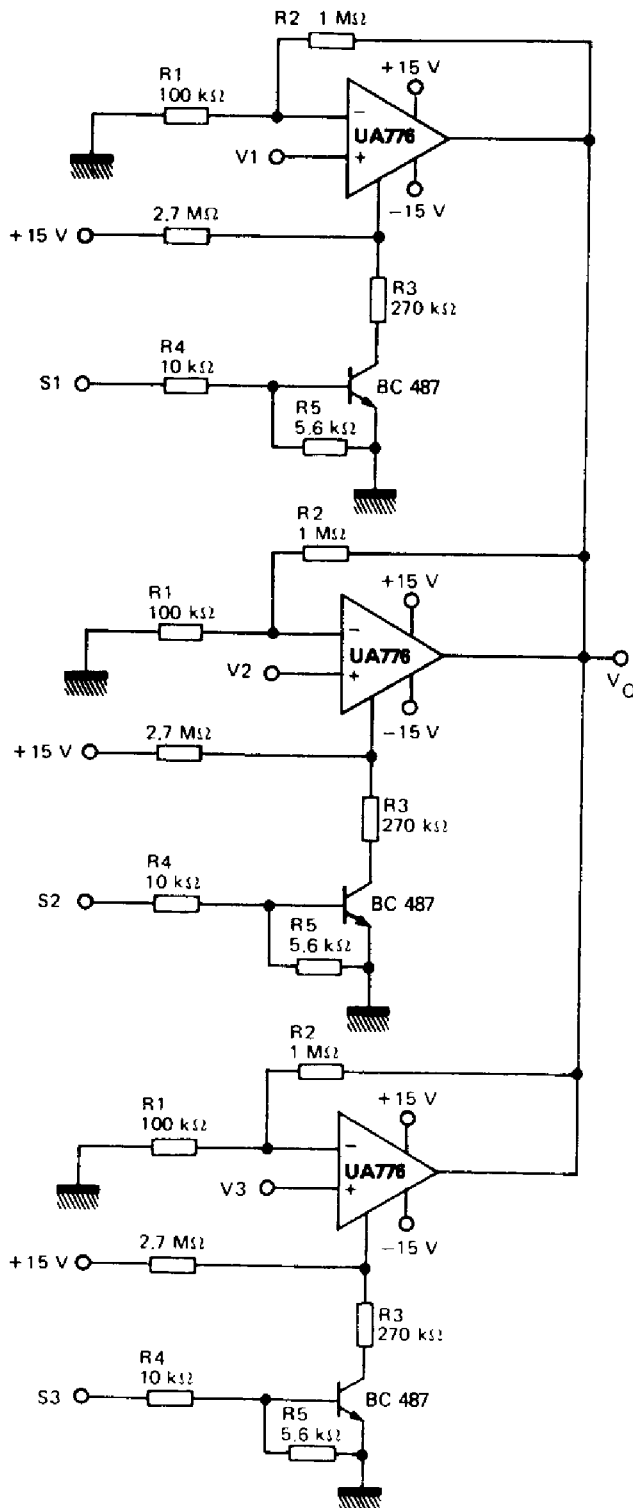 R2 1 MΩ
+15 V
R1
100 kΩ
−
UA776
V1
+
−15 V
2,7 MΩ
+15 V
R3
270 kΩ
R4
10 kΩ
S1
BC 487
R5
5,6 kΩ
R2
1 MΩ
+15 V
R1
100 kΩ
−
UA776
V2
+
VO
−15 V
2,7 MΩ
+15 V
R3
270 kΩ
R4
10 kΩ
S2
BC 487
R5
5,6 kΩ
R2
1 MΩ
+15 V
R1
100 kΩ
−
UA776
V3
+
−15 V
2,7 MΩ
+15 V
R3
270 kΩ
R4
10 kΩ
S3
BC 487
R5
5,6 kΩ